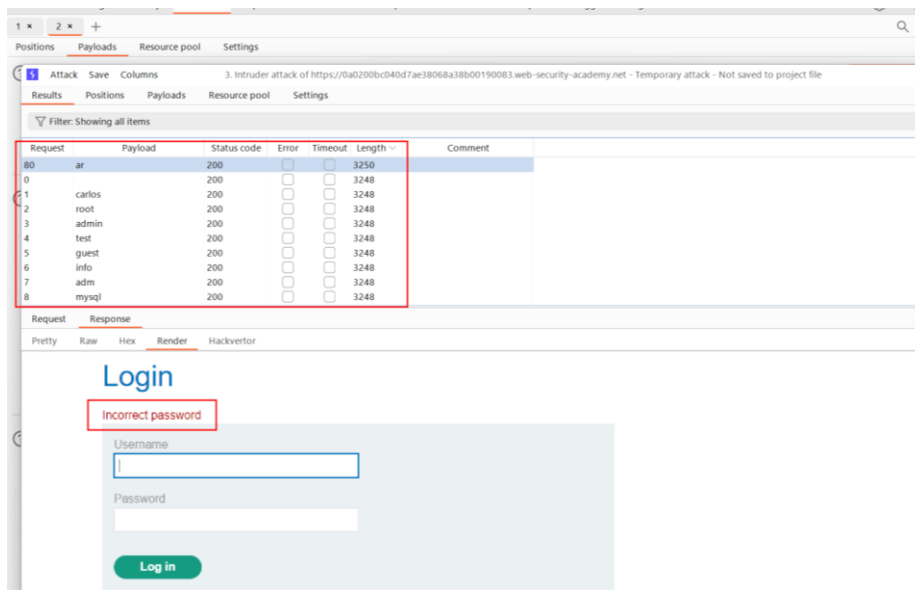 1 × 2 × +
Positions Payloads Resource pool Settings
Attack Save Columns 3. Intruder attack of https://0a0200bc040d7ae38068a38b00190083.web-security-academy.net - Temporary attack - Not saved to project file
Results Positions Payloads Resource pool Settings
Filter: Showing all items
Request Payload Status code Error Timeout Length Comment
80 ar 200 3250
0 200 3248
1 carlos 200 3248
2 root 200 3248
3 admin 200 3248
4 test 200 3248
5 guest 200 3248
6 info 200 3248
7 adm 200 3248
8 mysql 200 3248
Request Response
Pretty Raw Hex Render Hackvertor
Login
Incorrect password
Username
Password
Log in